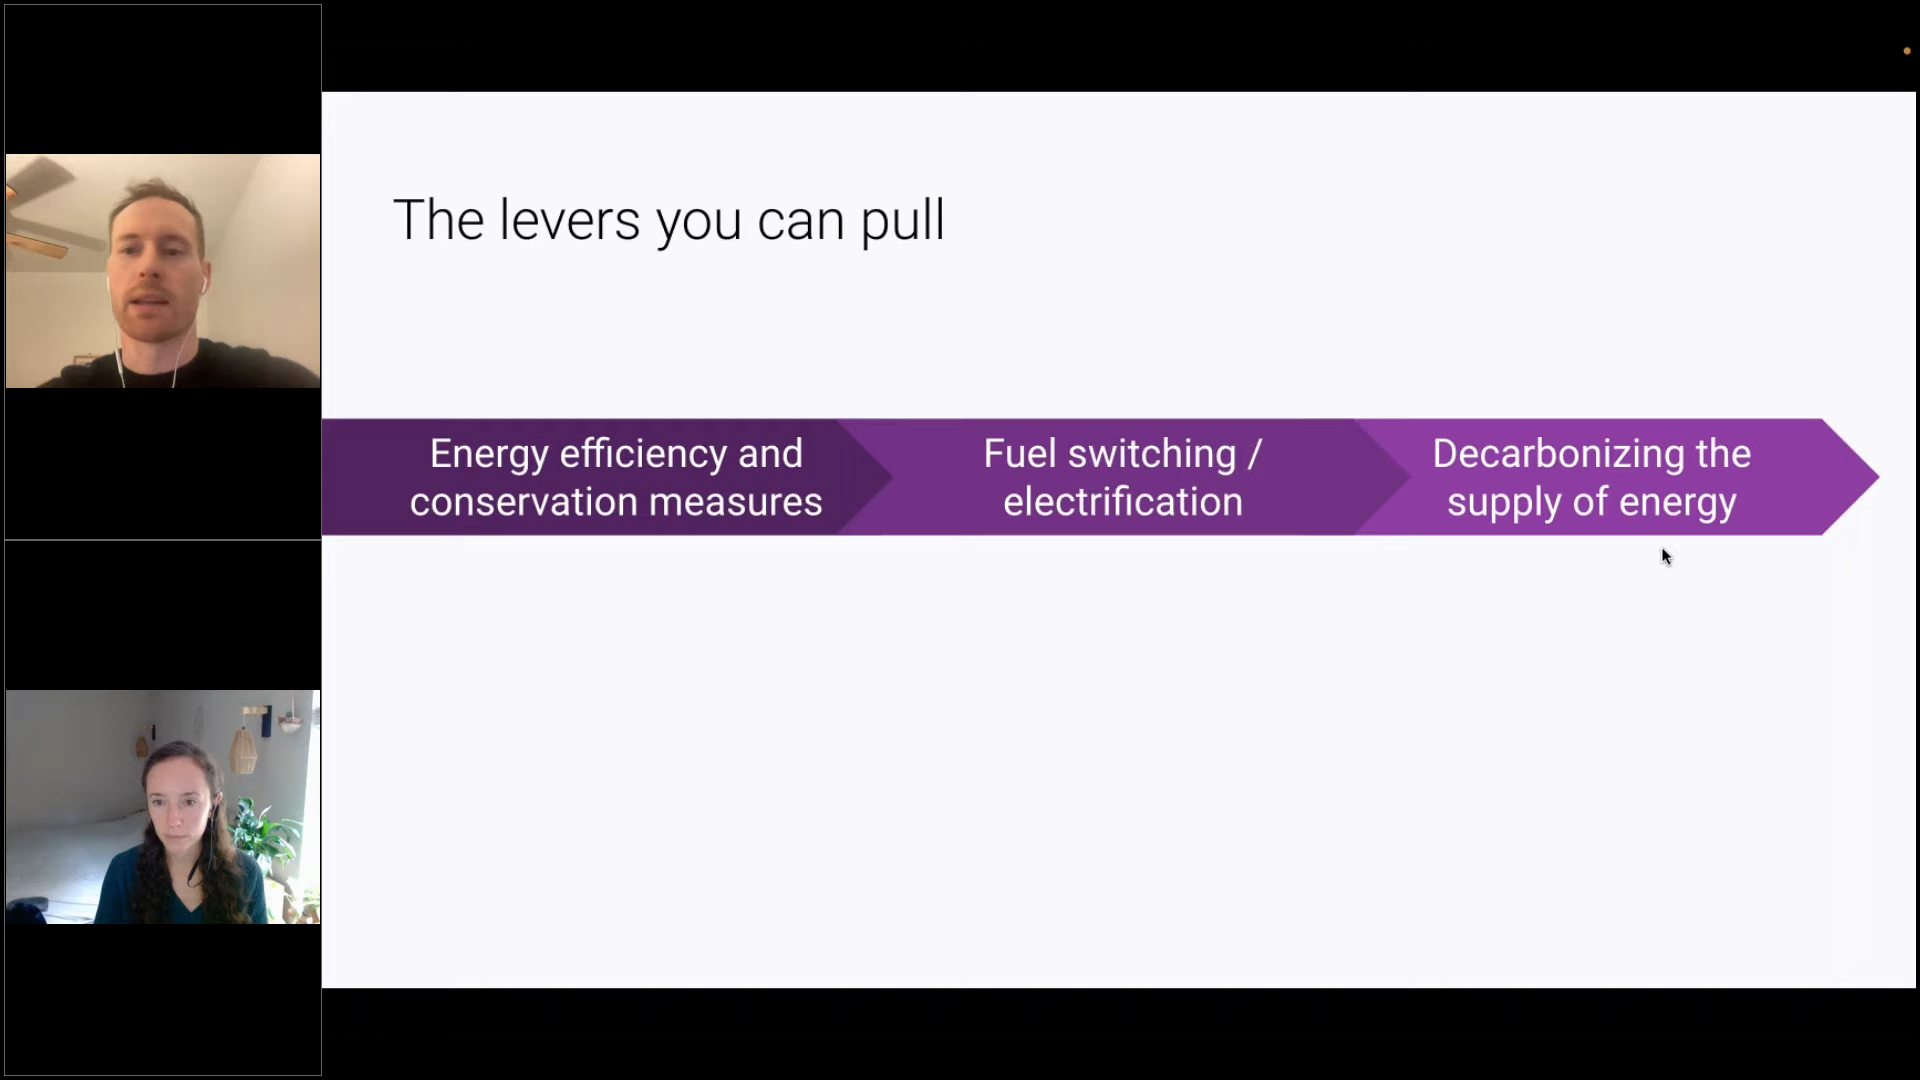 The levers you can pull
Energy efficiency and
conservation measures
Fuel switching /
electrification
Decarbonizing the
supply of energy